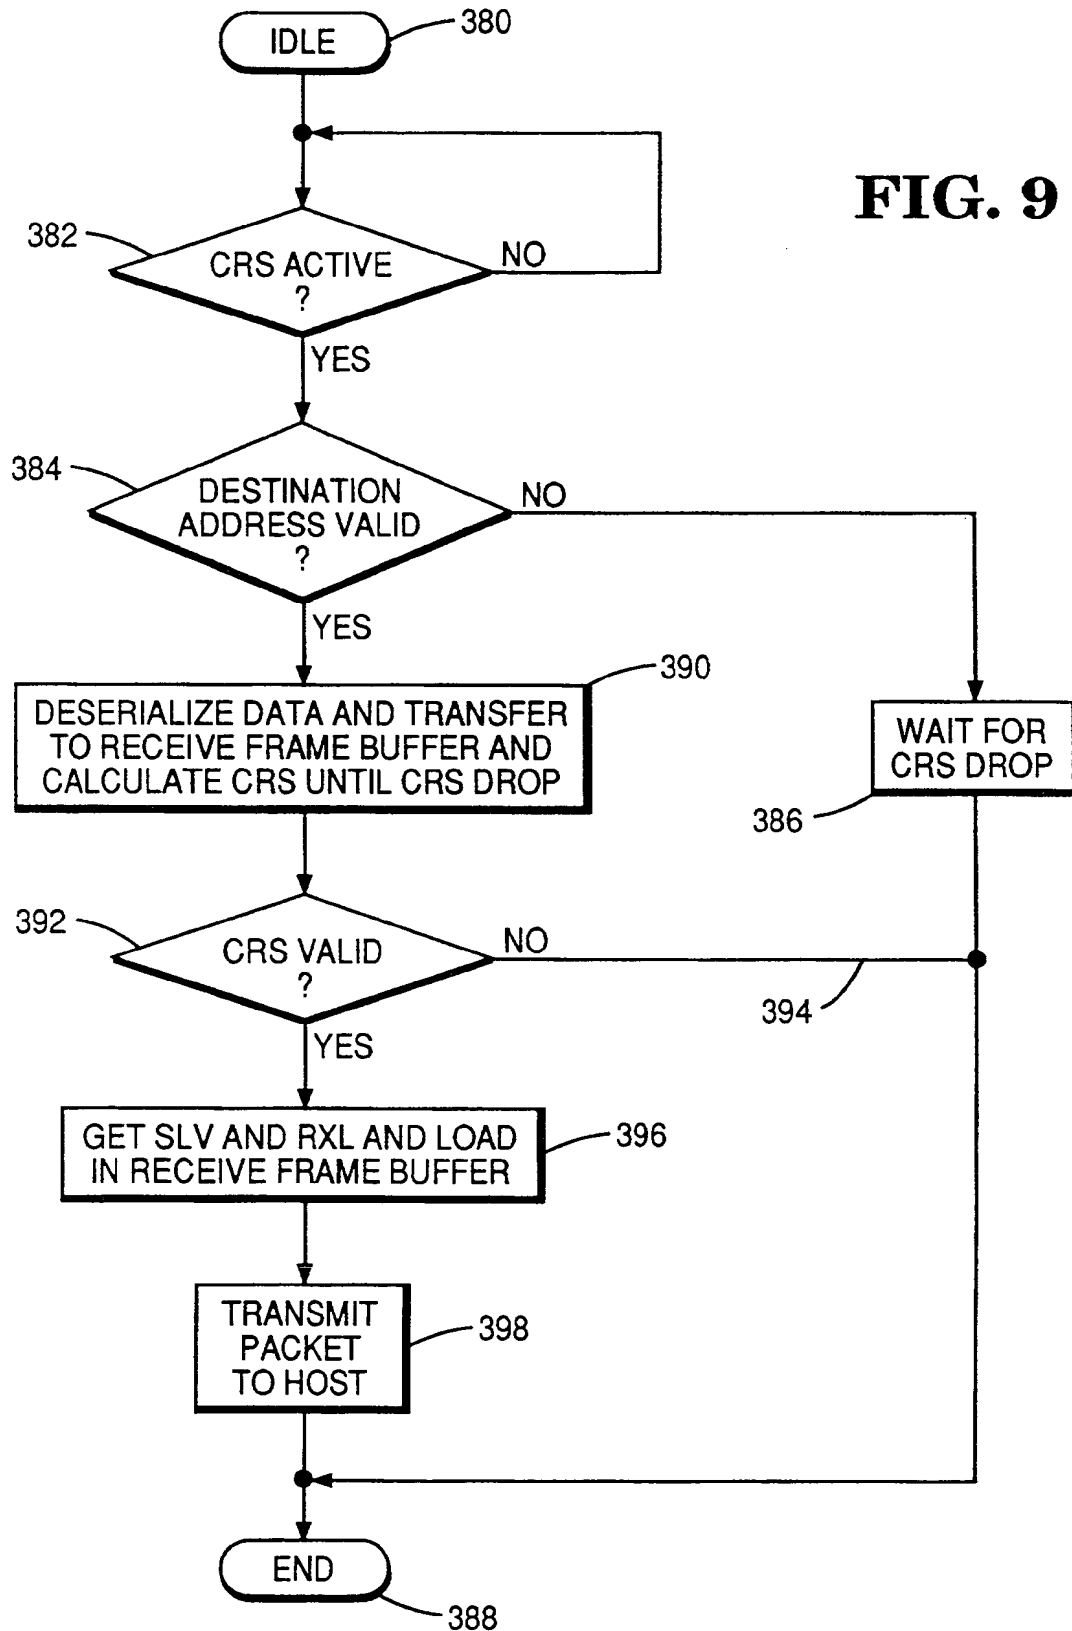 IDLE
380
FIG. 9
382
CRS ACTIVE
?
NO
YES
384
DESTINATION
ADDRESS VALID
?
NO
YES
390
DESERIALIZE DATA AND TRANSFER
TO RECEIVE FRAME BUFFER AND
CALCULATE CRS UNTIL CRS DROP
WAIT FOR
CRS DROP
386
392
CRS VALID
?
NO
394
YES
GET SLV AND RXL AND LOAD
IN RECEIVE FRAME BUFFER
396
TRANSMIT
PACKET
TO HOST
398
END
388